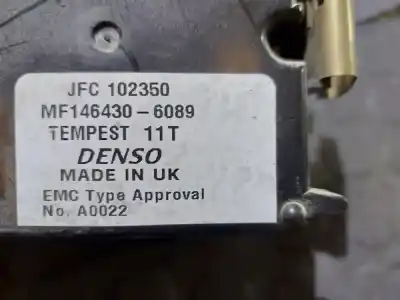 JFC 102350
MF146430-6089
TEMPEST 11T
DENSO
MADE IN UK
EMC Type Approval
No. A0022